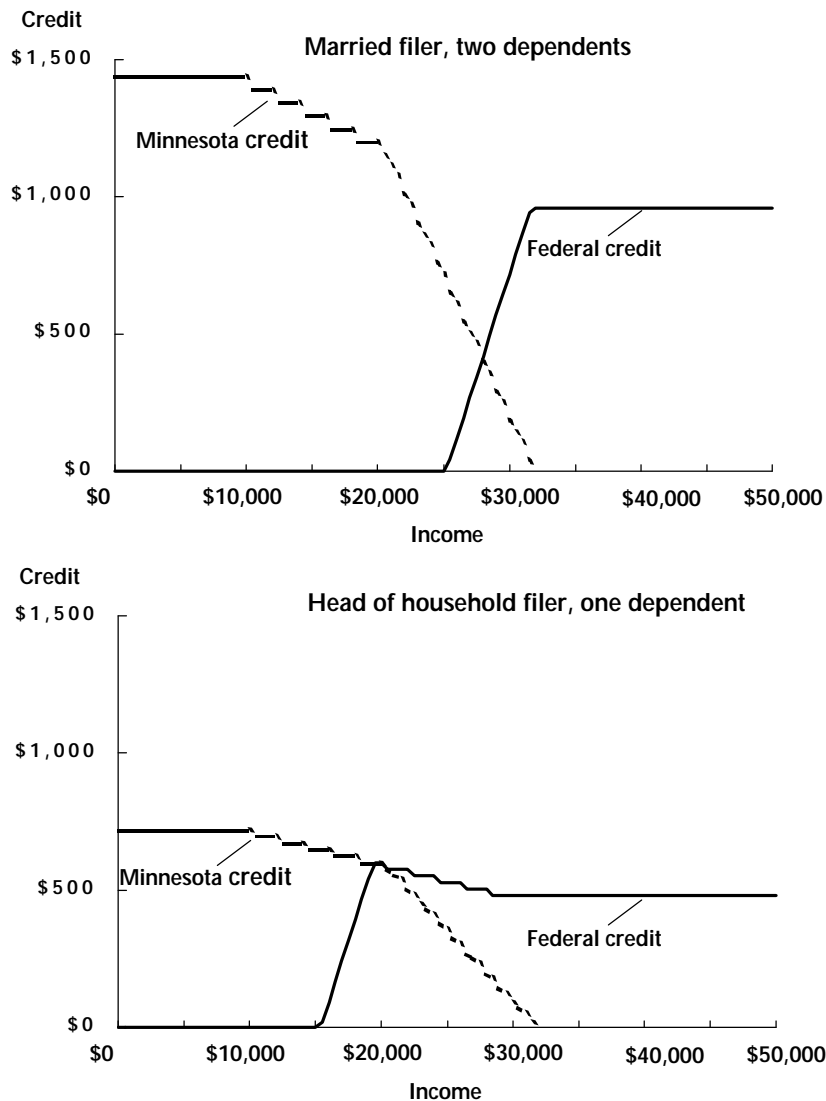 Credit
Married filer, two dependents
$1,500
Minnesota credit
$1,000
Federal credit
$500
$0
$0 $10,000 $20,000 $30,000 $40,000 $50,000
Income
Credit
Head of household filer, one dependent
$1,500
$1,000
Minnesota credit
$500
Federal credit
$0
$0 $10,000 $20,000 $30,000 $40,000 $50,000
Income